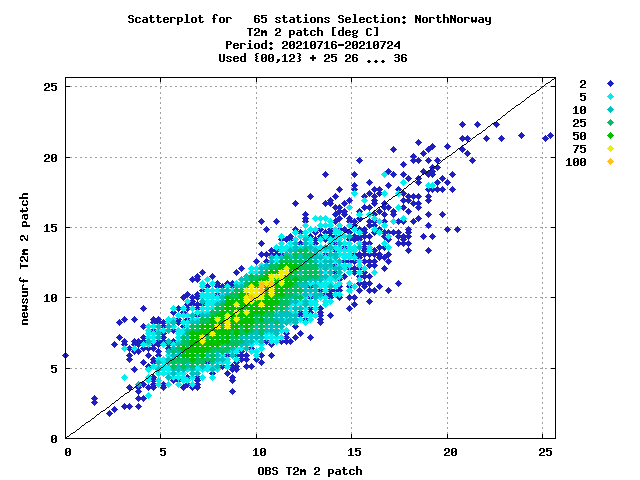 Scatterplot for   65 stations Selection: NorthNorway
T2m 2 patch [deg C]
Period: 20210716-20210724
Used {00,12} + 25 26 ... 36
2
5
10
25
50
75
100
25
20
15
10
5
0
newsurf T2m 2 patch
0 5 10 15 20 25
OBS T2m 2 patch